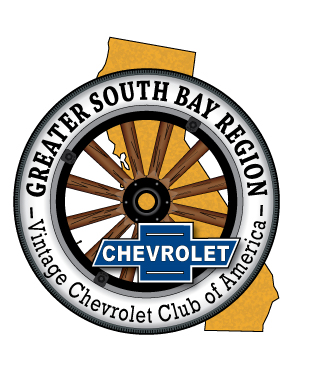 GREATER SOUTH BAY REGION
CHEVROLET
– Vintage Chevrolet Club of America –